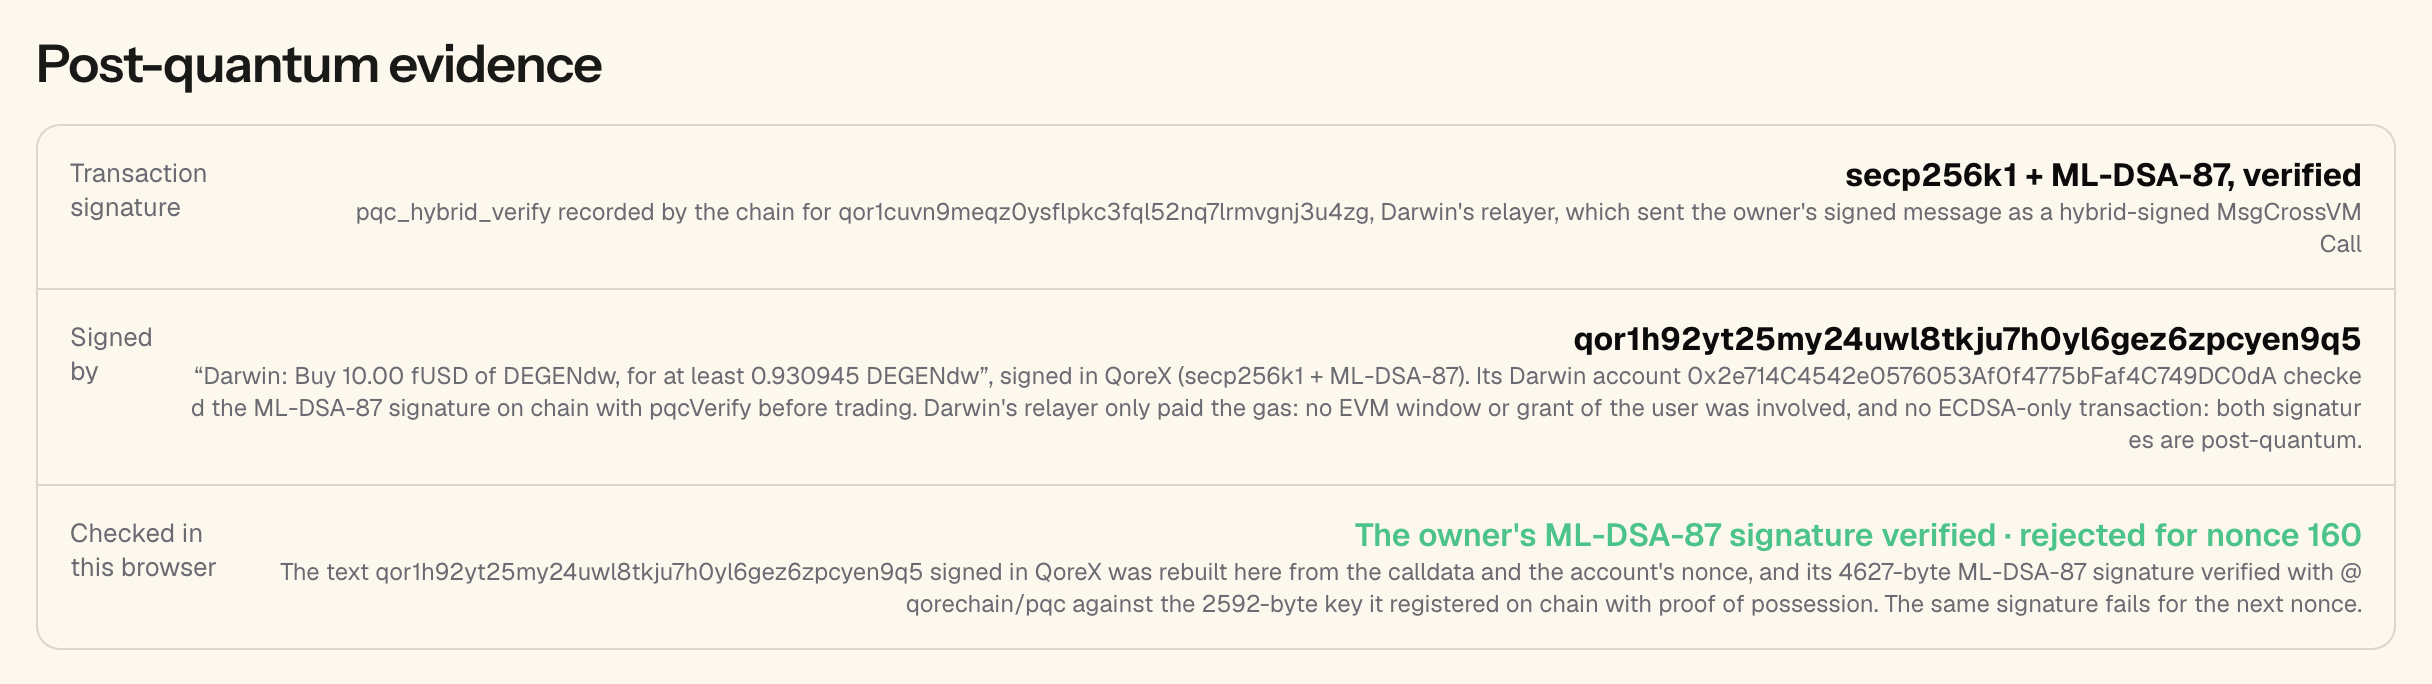 Post-quantum evidence
Transaction
signature
secp256k1 + ML-DSA-87, verified
pqc_hybrid_verify recorded by the chain for qor1cuvn9meqz0ysflpkc3fql52nq7lrmvgnj3u4zg, Darwin's relayer, which sent the owner's signed message as a hybrid-signed MsgCrossVM
Call
Signed
by
qor1h92yt25my24uwl8tkju7h0yl6gez6zpcyen9q5
“Darwin: Buy 10.00 fUSD of DEGENdw, for at least 0.930945 DEGENdw”, signed in QoreX (secp256k1 + ML-DSA-87). Its Darwin account 0x2e714C4542e0576053Af0f4775bFaf4C749DC0dA checke
d the ML-DSA-87 signature on chain with pqcVerify before trading. Darwin's relayer only paid the gas: no EVM window or grant of the user was involved, and no ECDSA-only transaction: both signatur
es are post-quantum.
Checked in
this browser
The owner's ML-DSA-87 signature verified · rejected for nonce 160
The text qor1h92yt25my24uwl8tkju7h0yl6gez6zpcyen9q5 signed in QoreX was rebuilt here from the calldata and the account's nonce, and its 4627-byte ML-DSA-87 signature verified with @
qorechain/pqc against the 2592-byte key it registered on chain with proof of possession. The same signature fails for the next nonce.